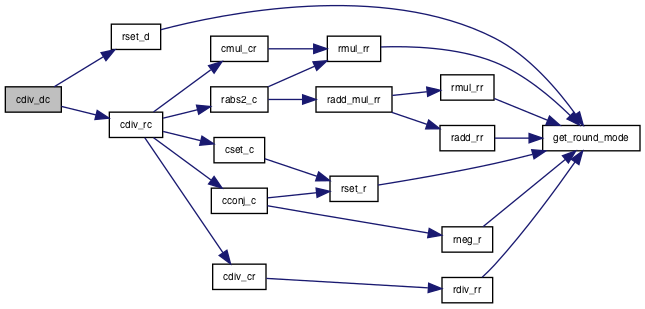 rset_d
cmul_cr
rmul_rr
cdiv_dc
rabs2_c
radd_mul_rr
rmul_rr
cdiv_rc
radd_rr
get_round_mode
cset_c
rset_r
cconj_c
rneg_r
cdiv_cr
rdiv_rr